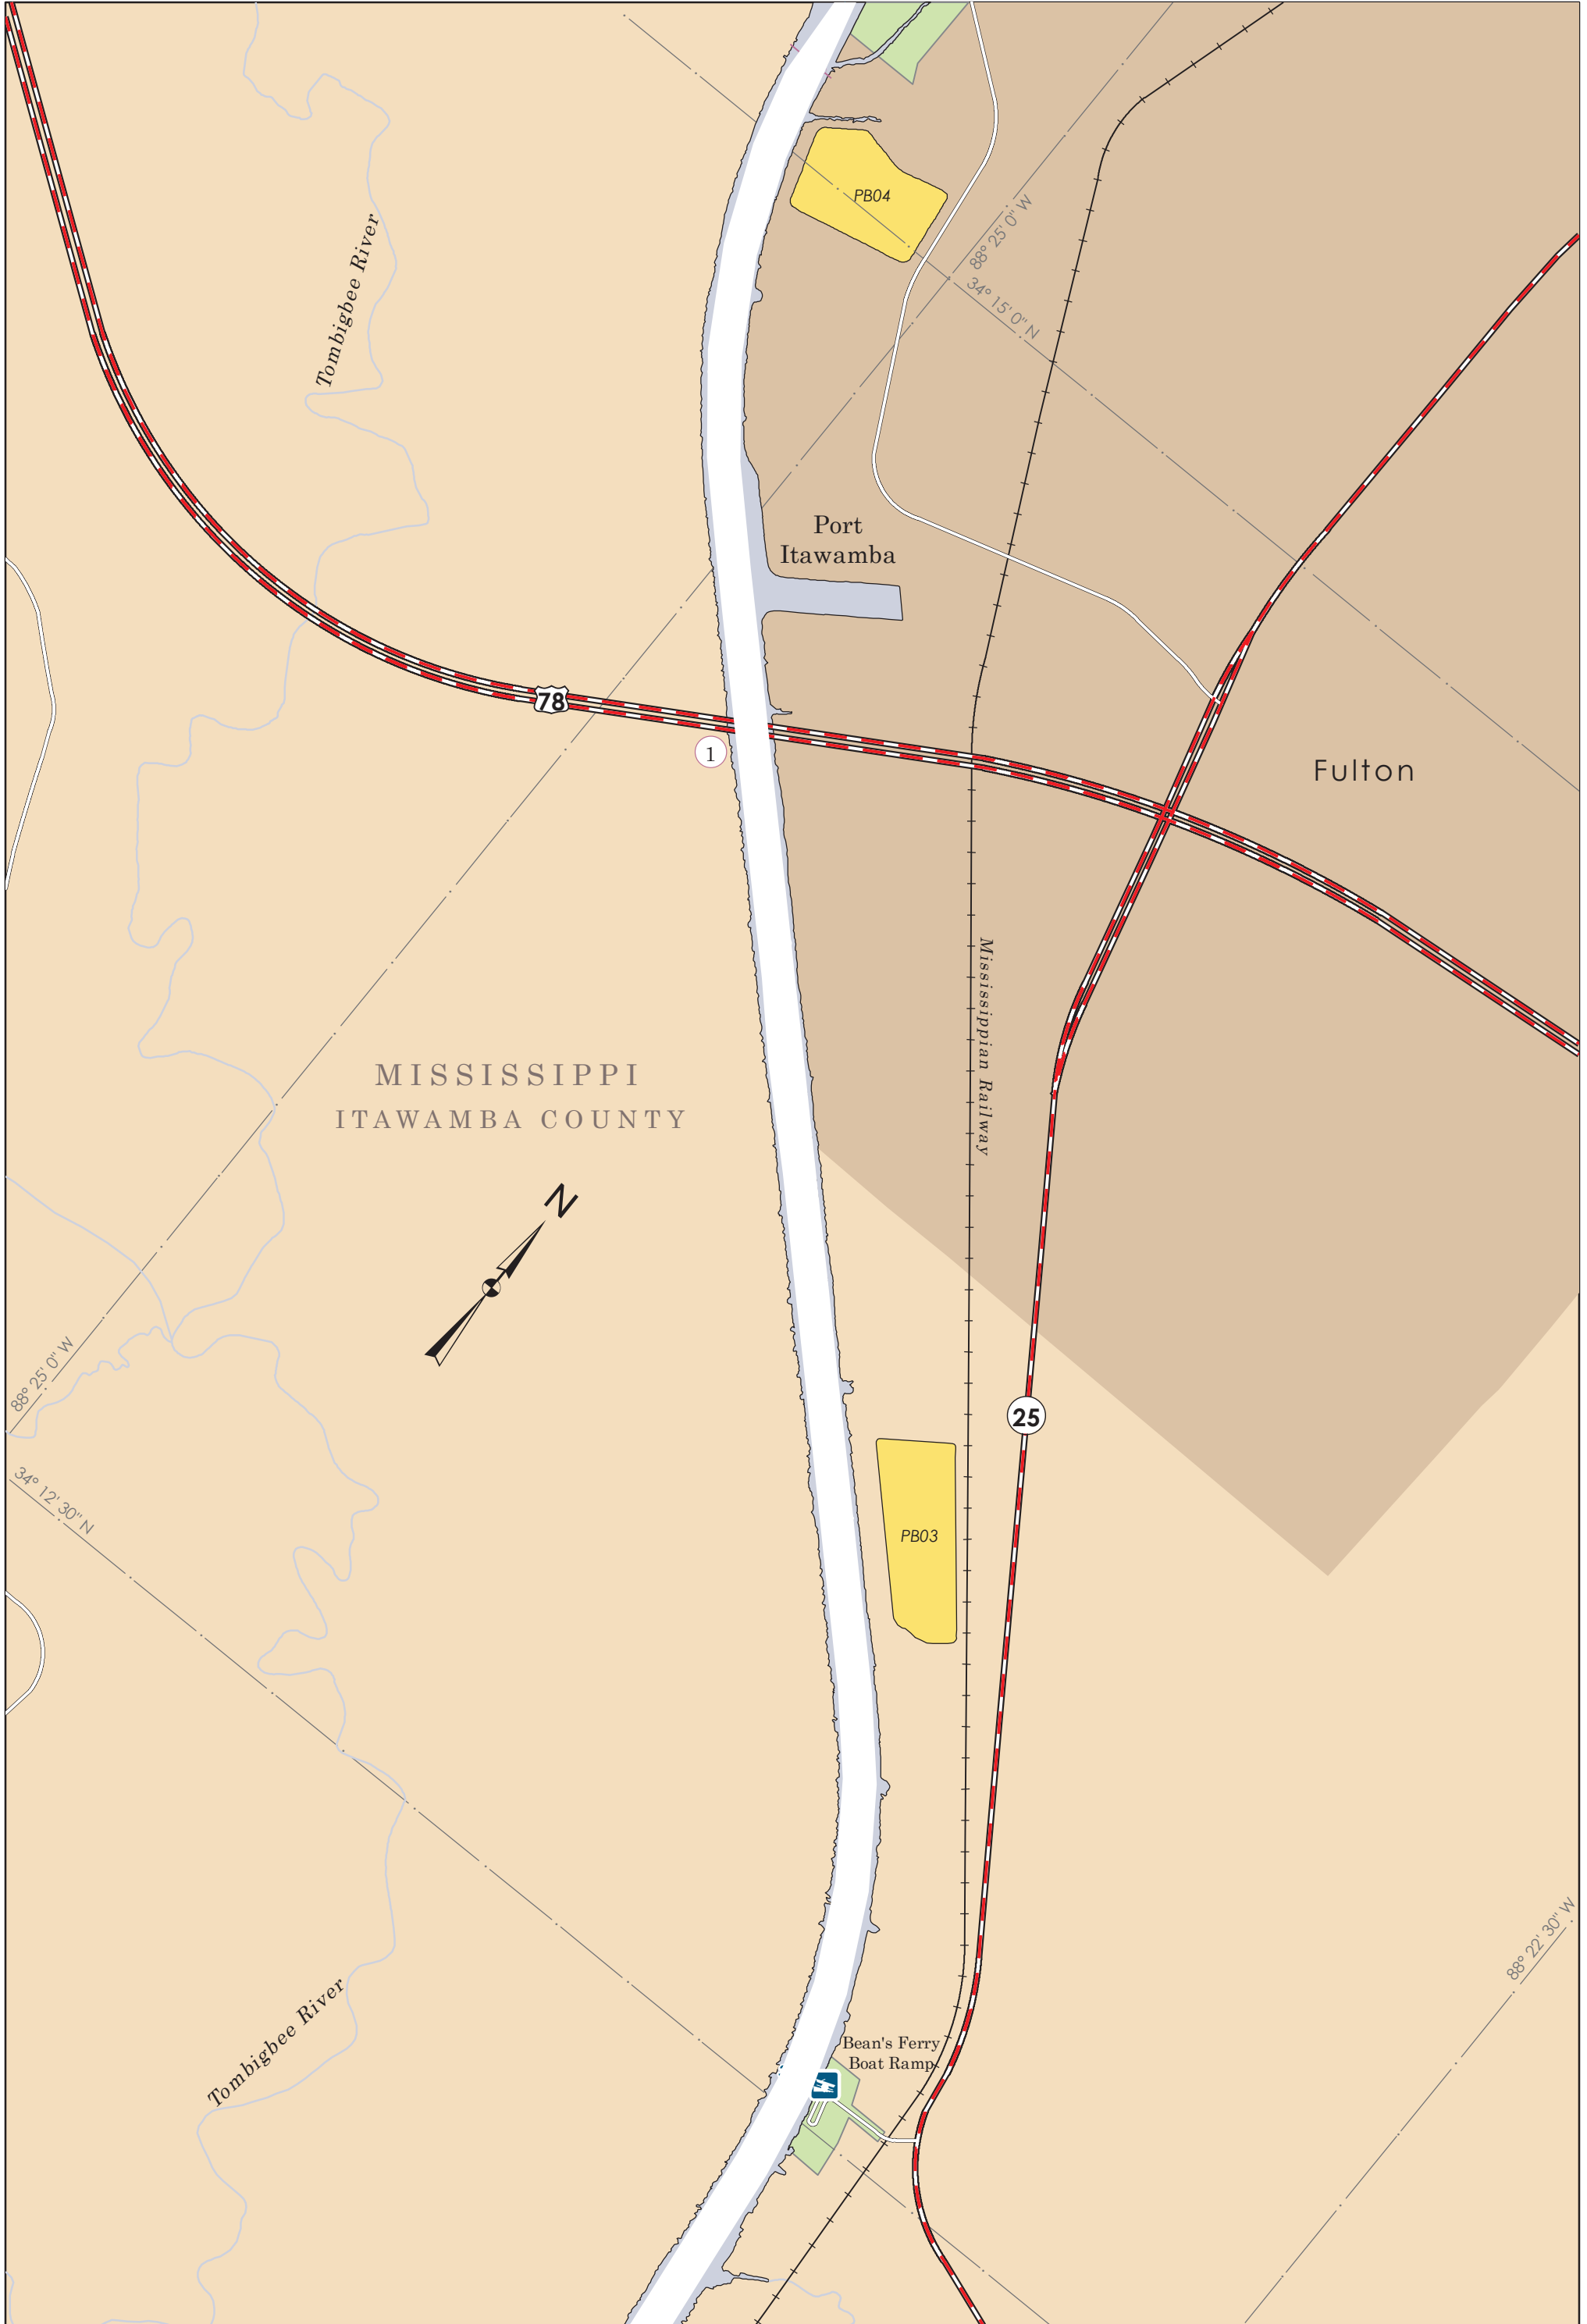 Tombigbee River
PB04
88° 25' 0" W
34° 15' 0" N
Port
Itawamba
78
1
Fulton
Mississippian Railway
MISSISSIPPI
ITAWAMBA COUNTY
N
88° 25' 0" W
25
34° 12' 30" N
PB03
88° 22' 30" W
Tombigbee River
Bean's Ferry
Boat Ramp